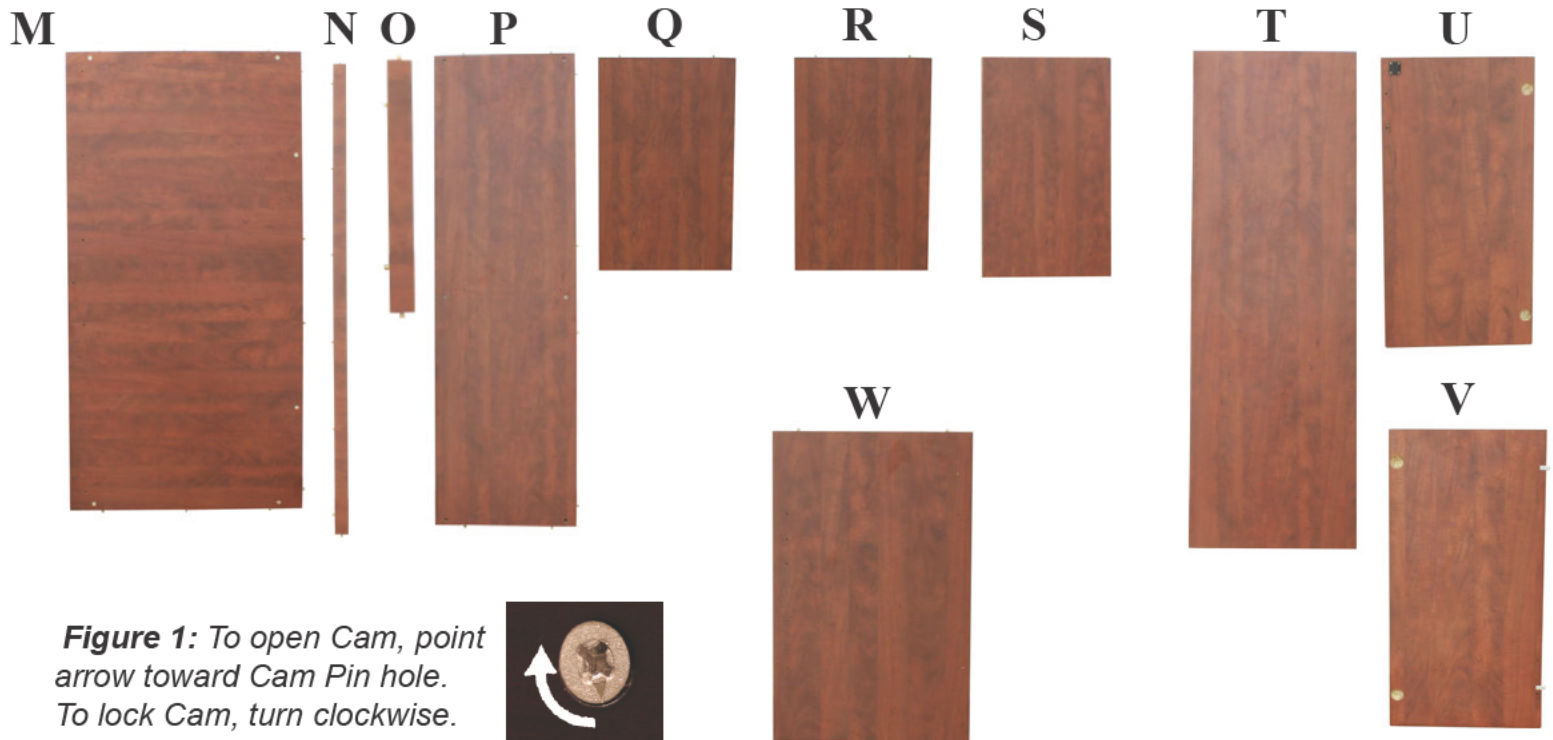 M N O P Q R S T U
W V
Figure 1: To open Cam, point
arrow toward Cam Pin hole.
To lock Cam, turn clockwise.